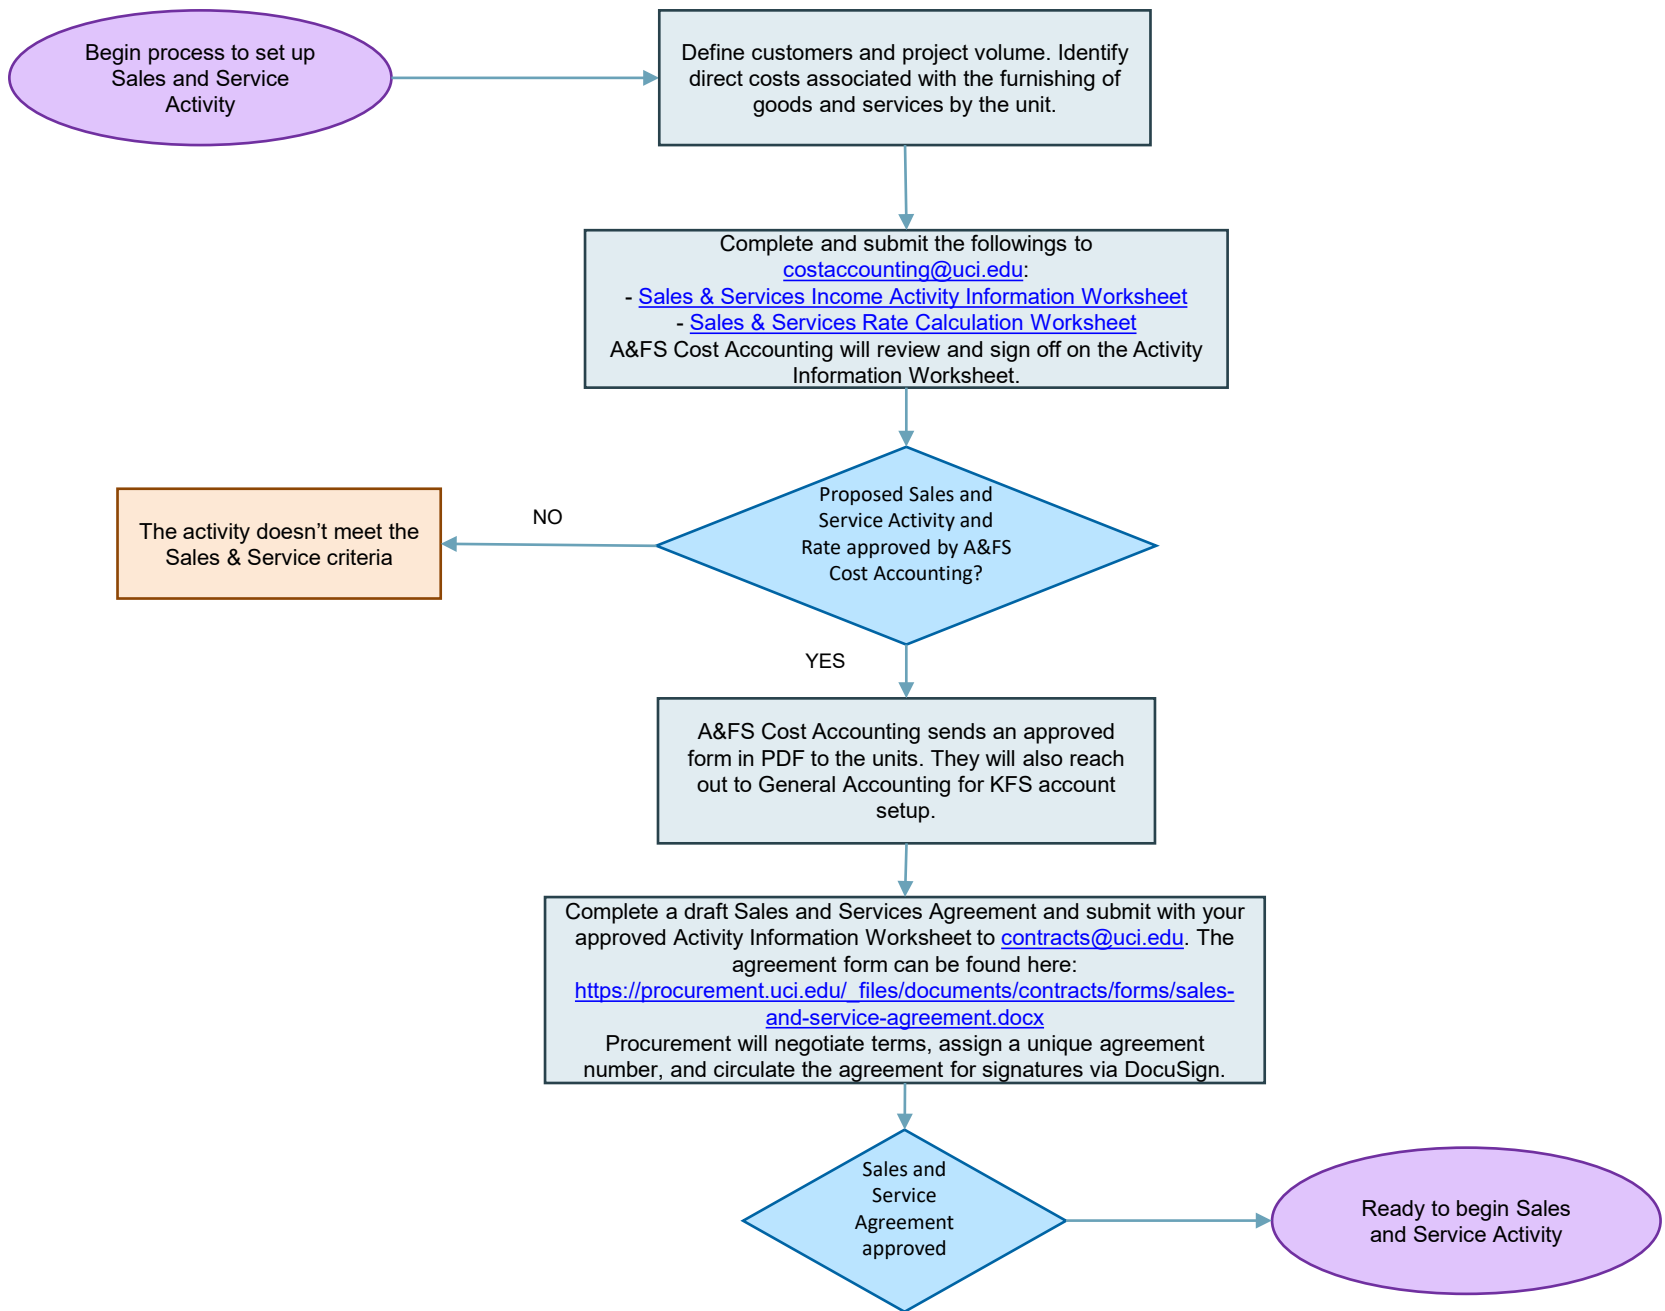 Begin process to set up
Sales and Service
Activity
Define customers and project volume. Identify
direct costs associated with the furnishing of
goods and services by the unit.
Complete and submit the followings to
costaccounting@uci.edu:
- Sales & Services Income Activity Information Worksheet
- Sales & Services Rate Calculation Worksheet
A&FS Cost Accounting will review and sign off on the Activity
Information Worksheet.
Proposed Sales and
Service Activity and
Rate approved by A&FS
Cost Accounting?
NO
The activity doesn’t meet the
Sales & Service criteria
YES
A&FS Cost Accounting sends an approved
form in PDF to the units. They will also reach
out to General Accounting for KFS account
setup.
Complete a draft Sales and Services Agreement and submit with your
approved Activity Information Worksheet to contracts@uci.edu. The
agreement form can be found here:
https://procurement.uci.edu/_files/documents/contracts/forms/sales-
and-service-agreement.docx
Procurement will negotiate terms, assign a unique agreement
number, and circulate the agreement for signatures via DocuSign.
Sales and
Service
Agreement
approved
Ready to begin Sales
and Service Activity